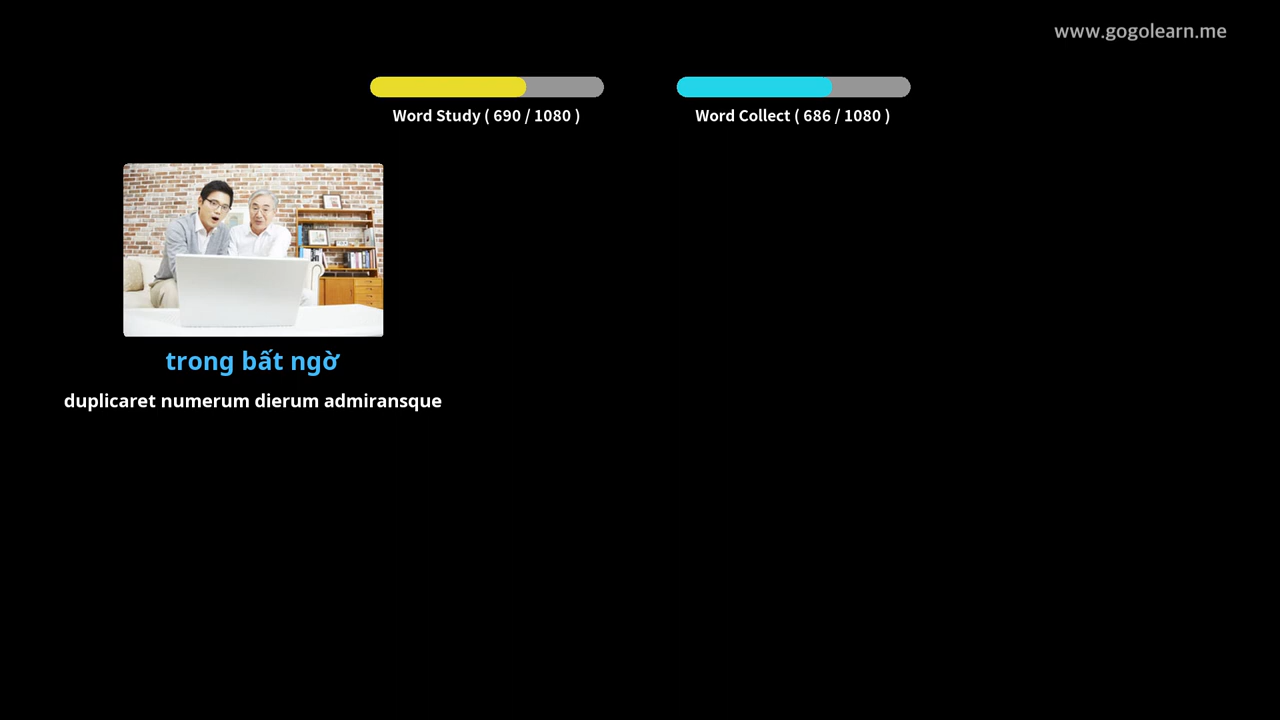 www.gogolearn.me
Word Study ( 690 / 1080 )
Word Collect ( 686 / 1080 )
trong bất ngờ
duplicaret numerum dierum admiransque